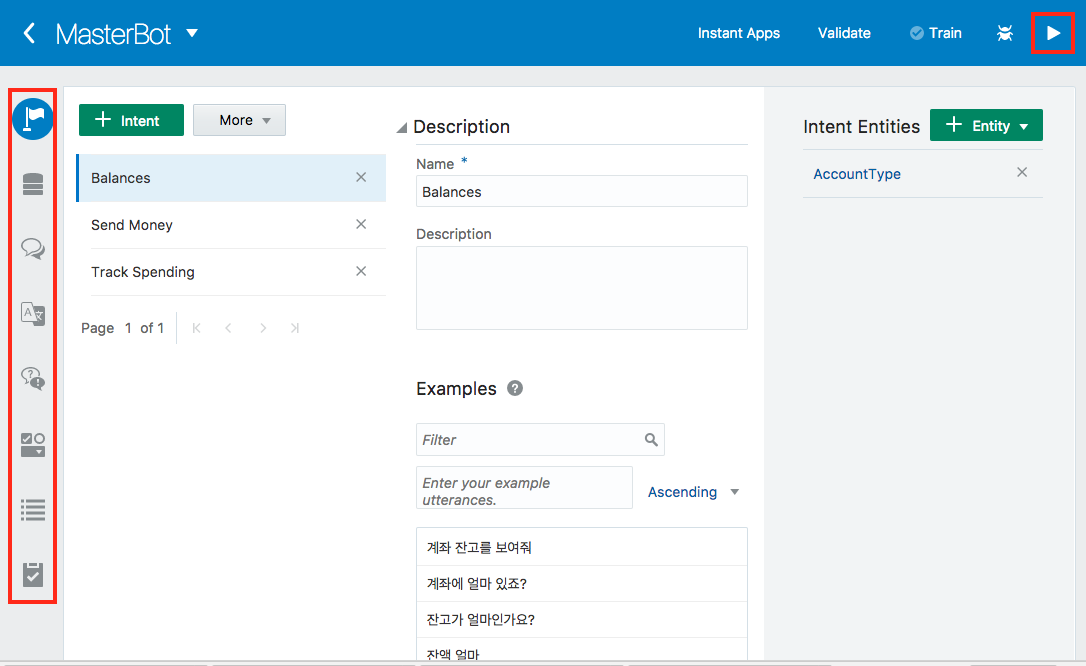 MasterBot
Instant Apps
Validate
Train
Intent
More
Balances
Send Money
Track Spending
Page 1 of 1
Description
Name *
Balances
Description
Examples ?
Filter
Enter your example
utterances.
Ascending
계좌 잔고를 보여줘
계좌에 얼마 있죠?
잔고가 얼마인가요?
잔액 얼마
Intent Entities
Entity
AccountType